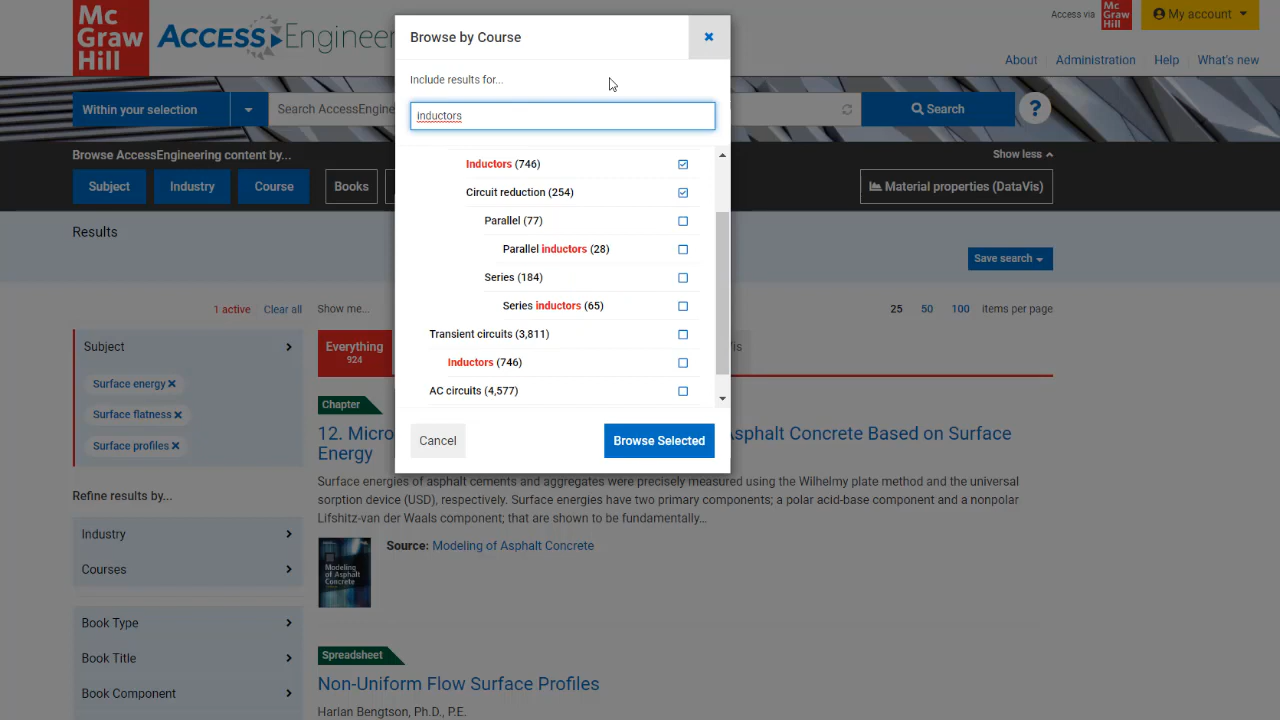 Mc
Graw
Hill
ACCESS Engineer
Access via
Mc
Graw
Hill
My account
About
Administration
Help
What's new
Within your selection
Search AccessEngine
Search
?
Browse AccessEngineering content by...
Show less
Subject
Industry
Course
Books
Material properties (DataVis)
Results
Save search
1 active
Clear all
Show me...
25
50
100
items per page
Subject
Surface energy
Surface flatness
Surface profiles
Refine results by...
Industry
Courses
Book Type
Book Title
Book Component
Everything
924
is
Browse by Course
Include results for...
inductors
Inductors (746)
Circuit reduction (254)
Parallel (77)
Parallel inductors (28)
Series (184)
Series inductors (65)
Transient circuits (3,811)
Inductors (746)
AC circuits (4,577)
Cancel
Browse Selected
Chapter
12. Micro Asphalt Concrete Based on Surface
Energy
Surface energies of asphalt cements and aggregates were precisely measured using the Wilhelmy plate method and the universal
sorption device (USD), respectively. Surface energies have two primary components; a polar acid-base component and a nonpolar
Lifshitz-van der Waals component; that are shown to be fundamentally...
Modeling
of Asphalt
Concrete
Source: Modeling of Asphalt Concrete
Spreadsheet
Non-Uniform Flow Surface Profiles
Harlan Bengtson, Ph.D., P.E.